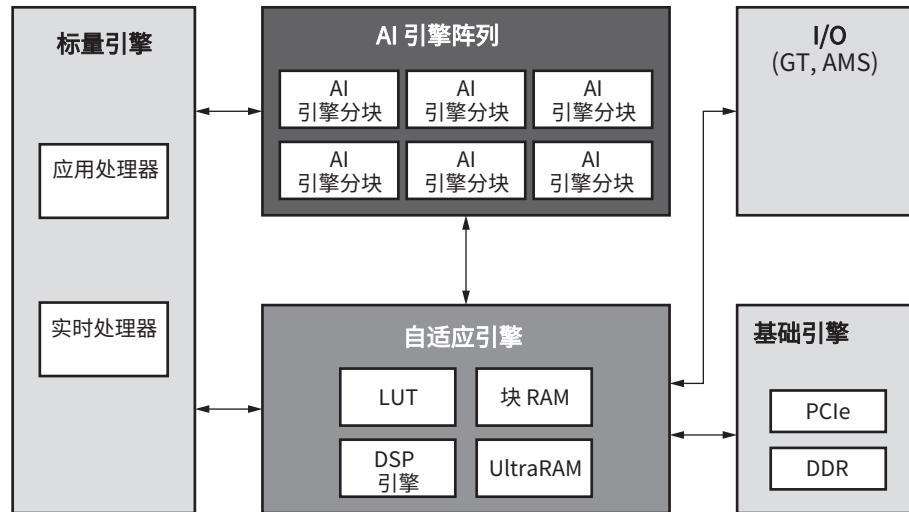 标量引擎
应用处理器
实时处理器
AI 引擎阵列
AI
引擎分块
AI
引擎分块
AI
引擎分块
AI
引擎分块
AI
引擎分块
AI
引擎分块
I/O
(GT, AMS)
自适应引擎
LUT
块 RAM
DSP
引擎
UltraRAM
基础引擎
PCIe
DDR